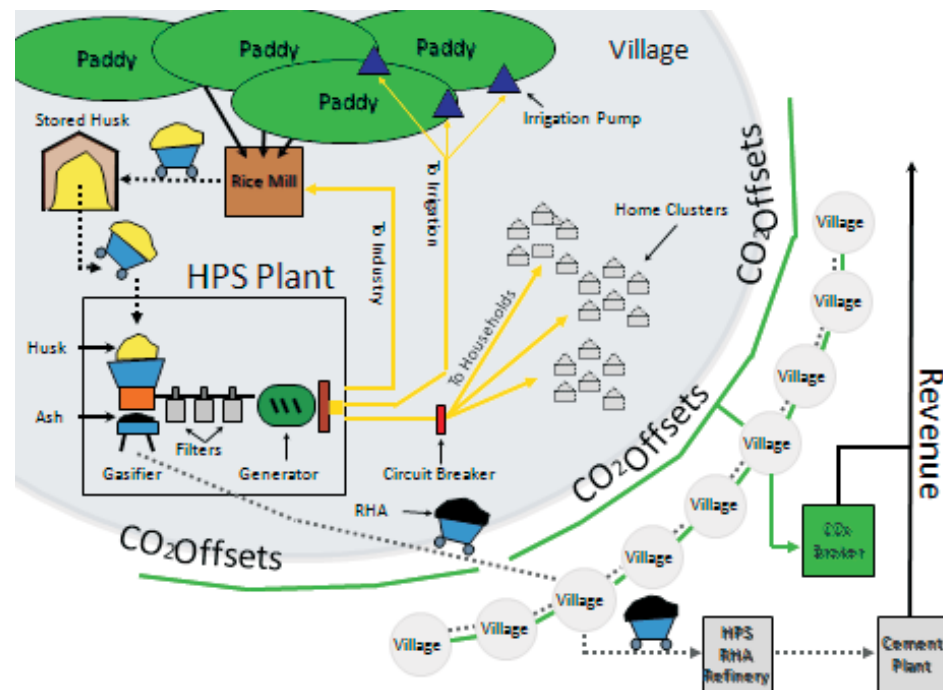 Paddy
Paddy
Paddy
Paddy
Village
Irrigation Pump
Stored Husk
Rice Mill
To Industry
To Irrigation
Home Clusters
HPS Plant
To Households
Husk
Ash
Filters
Gasifier
Generator
Circuit Breaker
RHA
CO2Offsets
CO2Offsets
CO2Offsets
Village
Village
Village
Village
Village
Village
Village
Village
Village
Revenue
CO2
Broker
HPS
RHA
Refinery
Cement
Plant